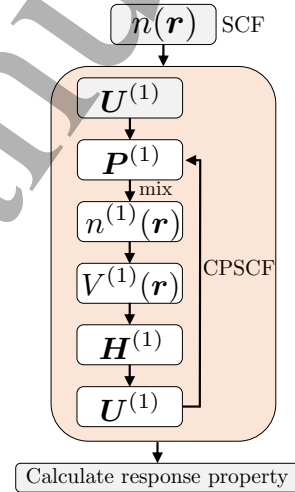 n(r) SCF
U^(1)
P^(1)
mix
n^(1)(r)
V^(1)(r)
CPSCF
H^(1)
U^(1)
Calculate response property